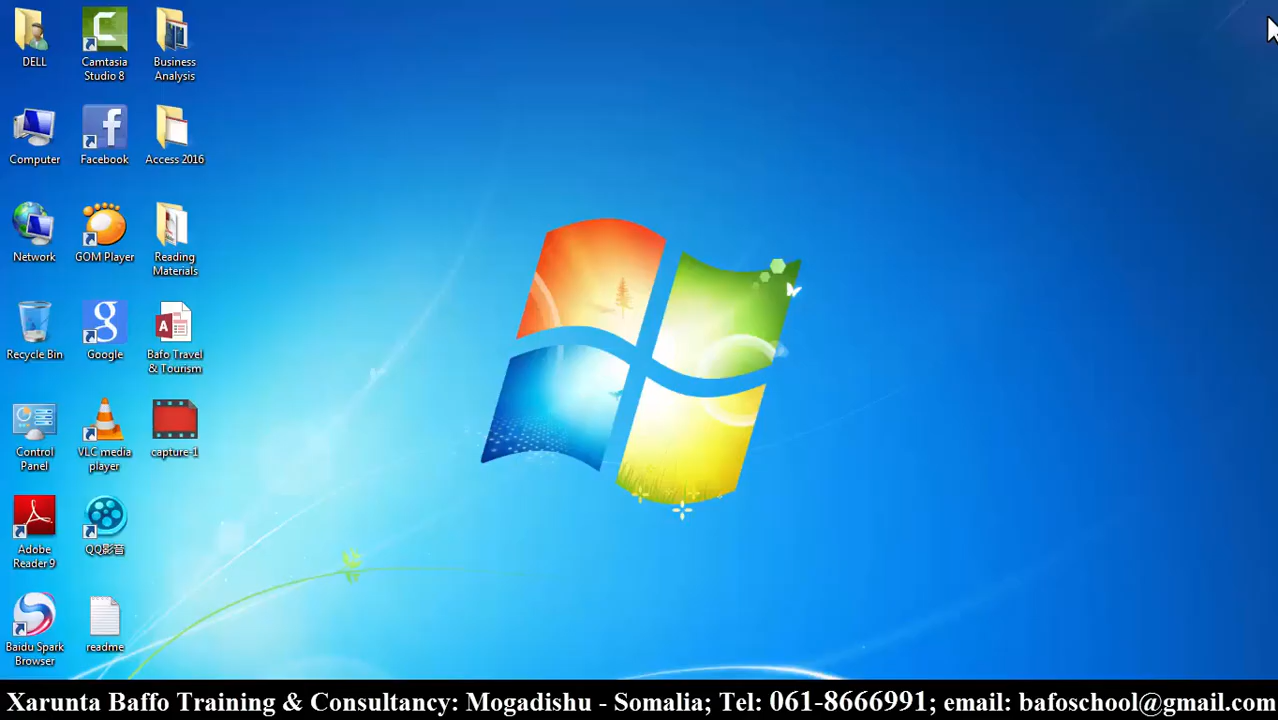 DELL
Camtasia
Studio 8
Business
Analysis
Computer
Facebook
Access 2016
Network
GOM Player
Reading
Materials
Recycle Bin
Google
Bafo Travel
& Tourism
Control
Panel
VLC media
player
capture-1
Adobe
Reader 9
QQ影音
Baidu Spark
Browser
readme
Xarunta Baffo Training & Consultancy: Mogadishu - Somalia; Tel: 061-8666991; email: bafoschool@gmail.com